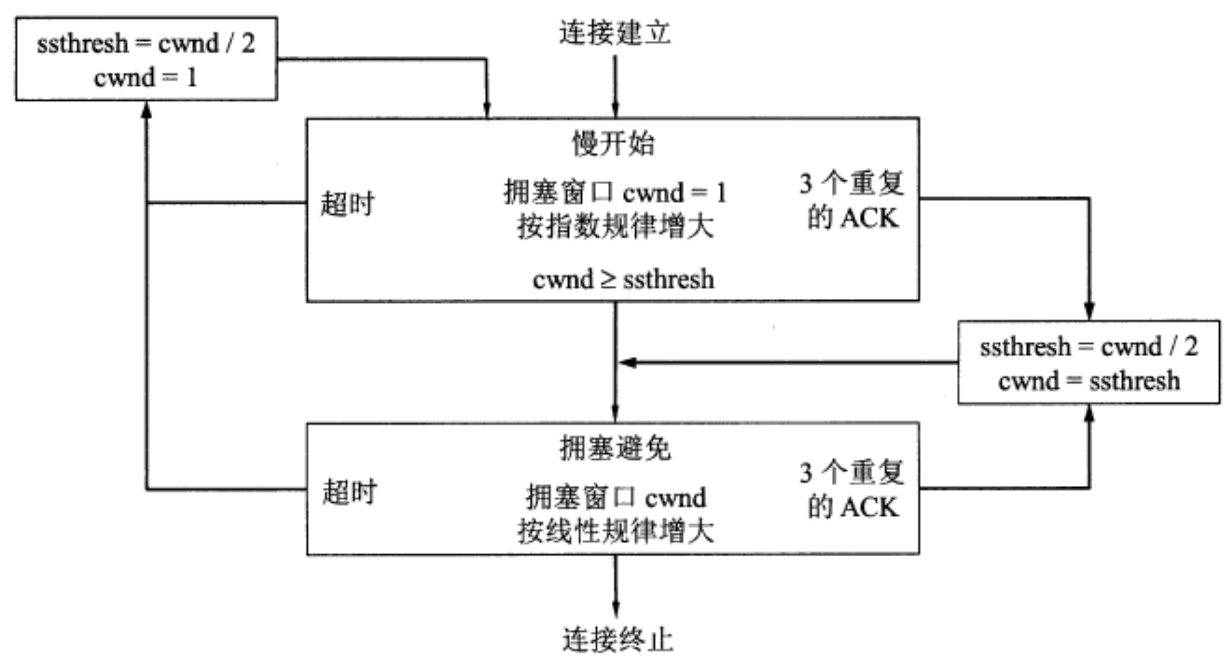 连接建立
ssthresh = cwnd / 2
cwnd = 1
慢开始
超时
拥塞窗口 cwnd = 1
按指数规律增大
3 个重复
的 ACK
cwnd ≥ ssthresh
ssthresh = cwnd / 2
cwnd = ssthresh
拥塞避免
超时
拥塞窗口 cwnd
按线性规律增大
3 个重复
的 ACK
连接终止